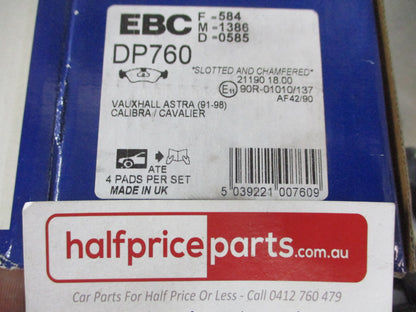 EBC
F -584
M -1386
D -0585
DP760
"SLOTTED AND CHAMFERED"
21190 18.00
E11 90R-01010/137
AF42/90
VAUXHALL ASTRA (91-98)
CALIBRA / CAVALIER
ATE
4 PADS PER SET
MADE IN UK
5 039221 007609
halfpriceparts.com.au
Car Parts For Half Price Or Less - Call 0412 760 479